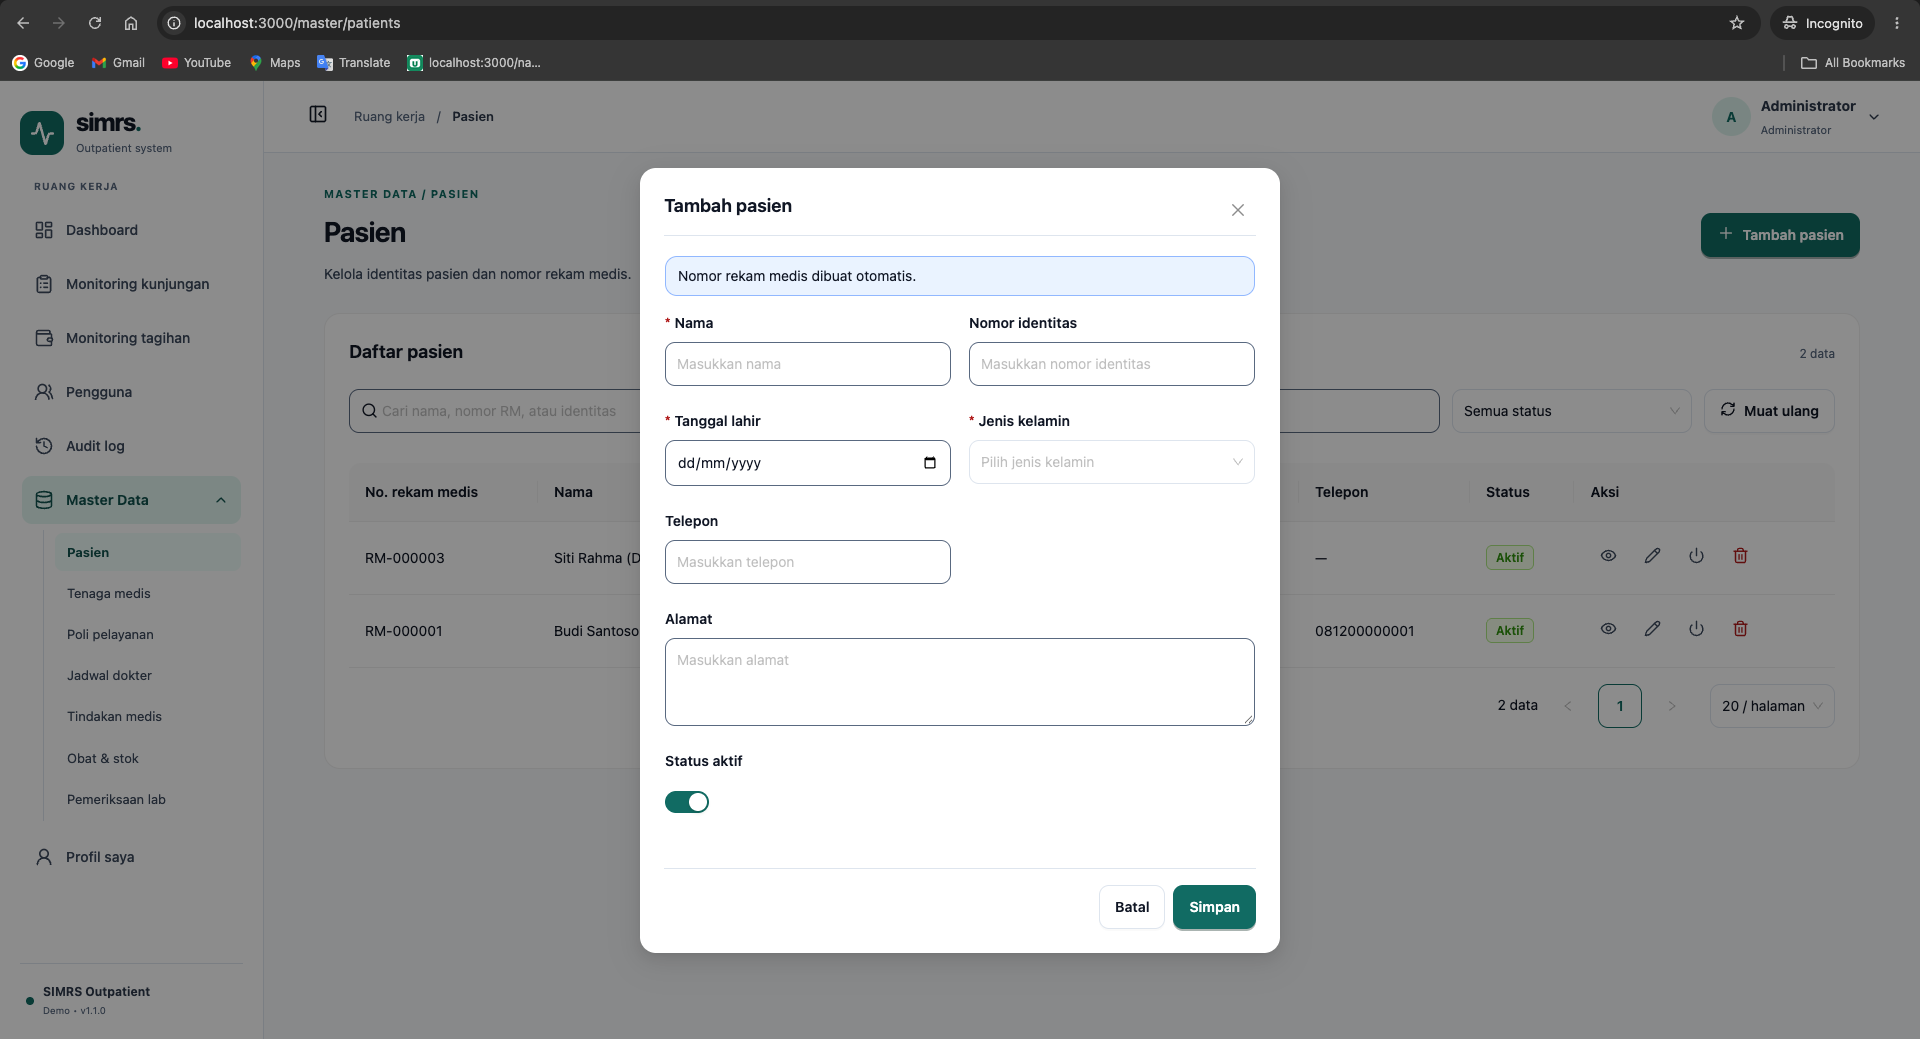 localhost:3000/master/patients
Incognito
Google
Gmail
YouTube
Maps
Translate
localhost:3000/na...
All Bookmarks
simrs.
Outpatient system
Ruang kerja / Pasien
A
Administrator
Administrator
RUANG KERJA
Dashboard
Monitoring kunjungan
Monitoring tagihan
Pengguna
Audit log
Master Data
Pasien
Tenaga medis
Poli pelayanan
Jadwal dokter
Tindakan medis
Obat & stok
Pemeriksaan lab
Profil saya
SIMRS Outpatient
Demo • v1.1.0
MASTER DATA / PASIEN
Pasien
Kelola identitas pasien dan nomor rekam medis.
Tambah pasien
Daftar pasien
2 data
Cari nama, nomor RM, atau identitas
Semua status
Muat ulang
No. rekam medis Nama Telepon Status Aksi
RM-000003 Siti Rahma (D — Aktif
RM-000001 Budi Santoso 081200000001 Aktif
2 data 1 20 / halaman
Tambah pasien
Nomor rekam medis dibuat otomatis.
* Nama
Masukkan nama
Nomor identitas
Masukkan nomor identitas
* Tanggal lahir
dd/mm/yyyy
* Jenis kelamin
Pilih jenis kelamin
Telepon
Masukkan telepon
Alamat
Masukkan alamat
Status aktif
Batal
Simpan